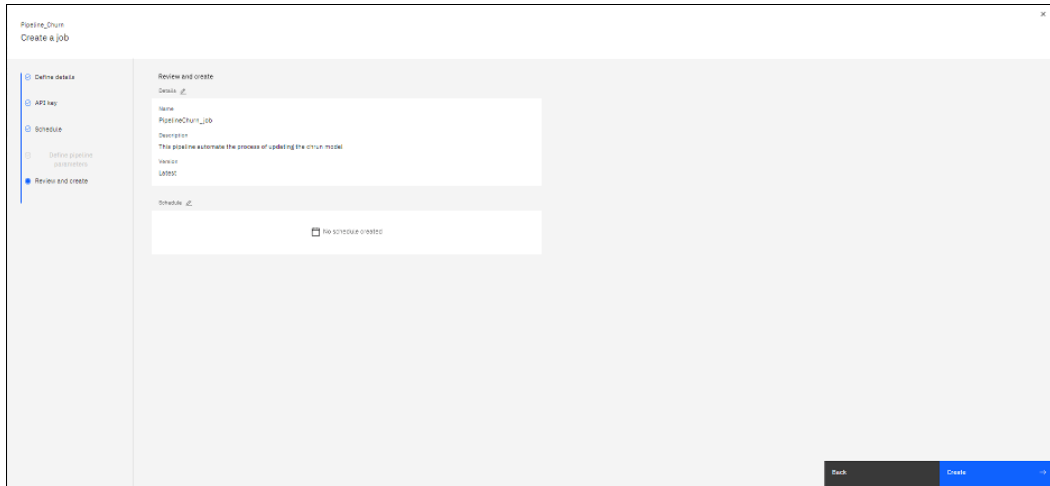 Pipeline_Churn
Create a job
Define details
API key
Schedule
Define pipeline
parameters
Review and create
Review and create
Details
Name
PipelineChurn_job
Description
This pipeline automate the process of updating the chrun model
Version
Latest
Schedule
No schedule created
Back
Create